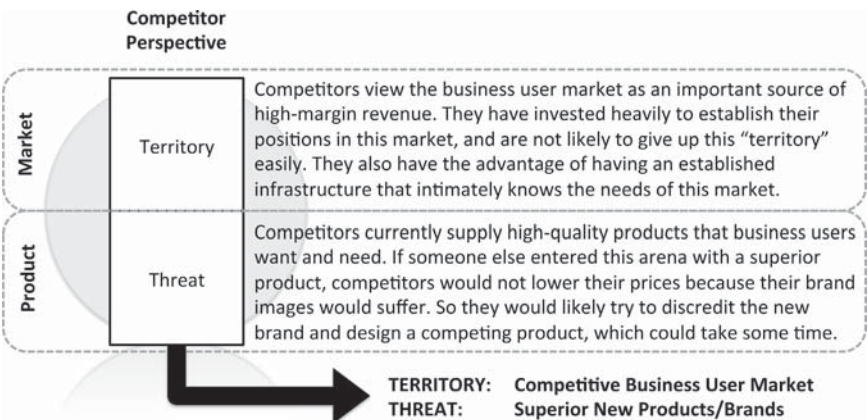 Competitor
Perspective
Market
Territory
Competitors view the business user market as an important source of
high-margin revenue. They have invested heavily to establish their
positions in this market, and are not likely to give up this “territory”
easily. They also have the advantage of having an established
infrastructure that intimately knows the needs of this market.
Product
Threat
Competitors currently supply high-quality products that business users
want and need. If someone else entered this arena with a superior
product, competitors would not lower their prices because their brand
images would suffer. So they would likely try to discredit the new
brand and design a competing product, which could take some time.
TERRITORY: Competitive Business User Market
THREAT: Superior New Products/Brands